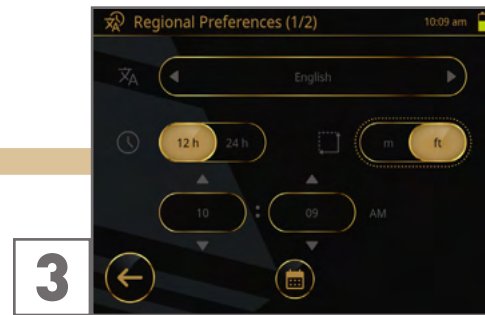 Regional Preferences (1/2) 10:09 am
English
12 h 24 h m ft
10 : 09 AM
3